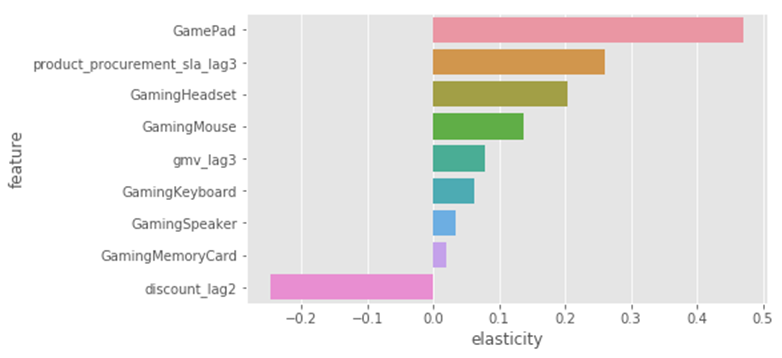 GamePad
product_procurement_sla_lag3
GamingHeadset
GamingMouse
gmv_lag3
GamingKeyboard
GamingSpeaker
GamingMemoryCard
discount_lag2
feature
−0.2 −0.1 0.0 0.1 0.2 0.3 0.4 0.5
elasticity